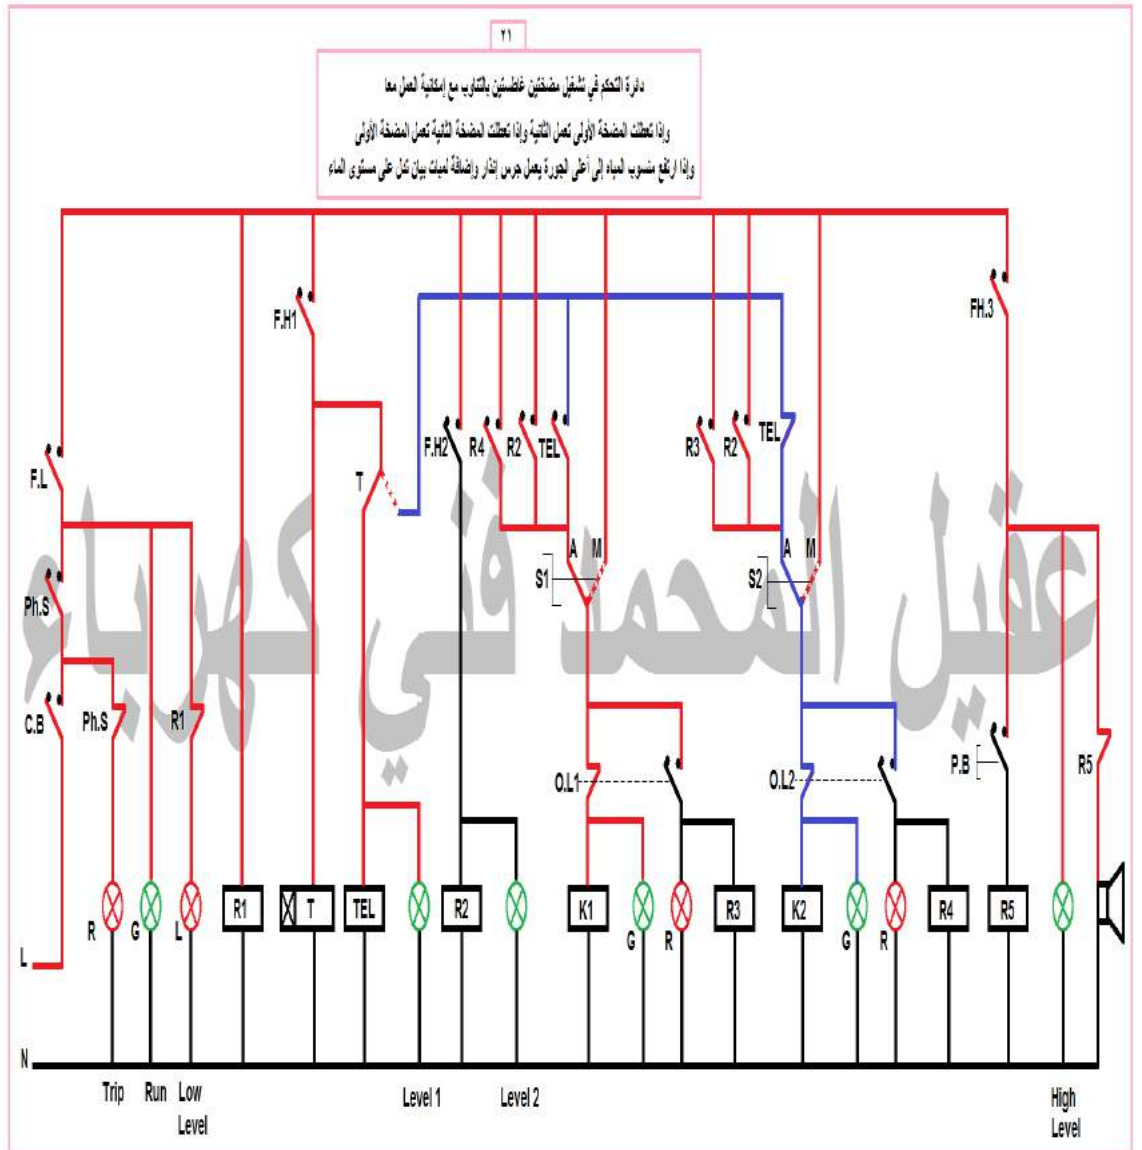 ٢١
دائرة التحكم في تشغيل مضختين غاطستين بالتناوب مع إمكانية العمل معا
وإذا تعطلت المضخة الأولى تعمل الثانية وإذا تعطلت المضخة الثانية تعمل المضخة الأولى
وإذا ارتفع منسوب المياه إلى أعلى الجورة يعمل جرس إنذار وإضافة لمبات بيان تدل على مستوى الماء
F.H1 FH.3
F.L T F.H2 R4 R2 TEL R3 R2 TEL
عقيل المحمد فني كهرباء
A M A M
Ph.S S1 S2
C.B Ph.S R1 O.L1 O.L2 P.B R5
R1 T TEL R2 K1 R3 K2 R4 R5
R G L G R G R
L
N
Trip Run Low Level Level 1 Level 2 High Level